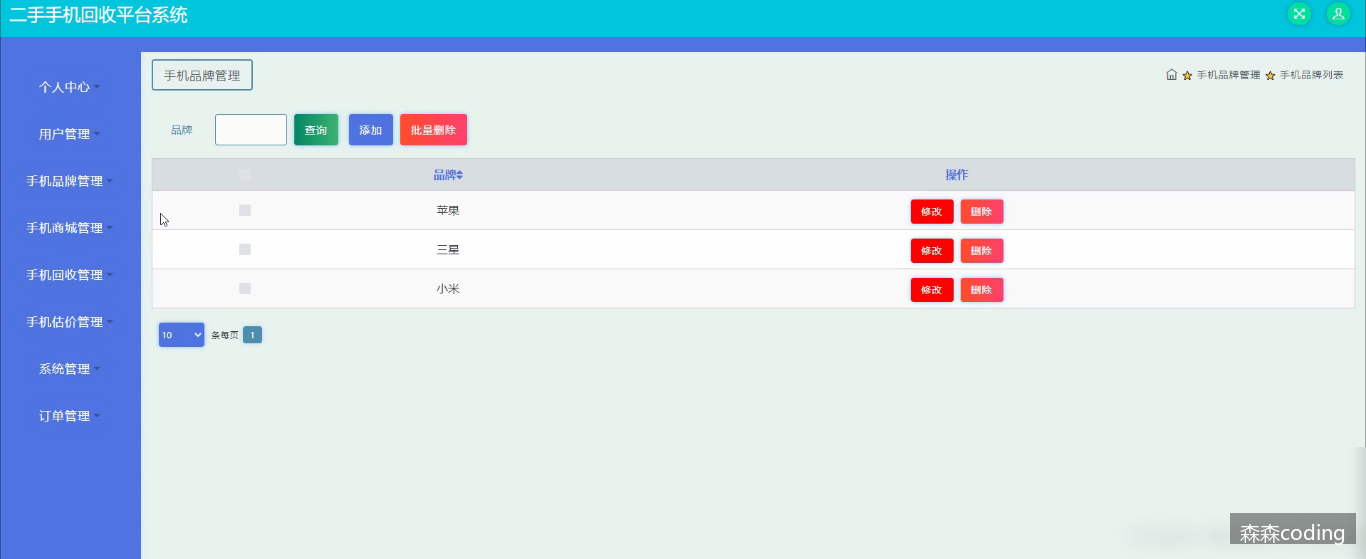 二手手机回收平台系统
个人中心
用户管理
手机品牌管理
手机商城管理
手机回收管理
手机估价管理
系统管理
订单管理
手机品牌管理
手机品牌管理 手机品牌列表
品牌 查询 添加 批量删除
品牌 操作
苹果 修改 删除
三星 修改 删除
小米 修改 删除
10 条每页 1
森森coding